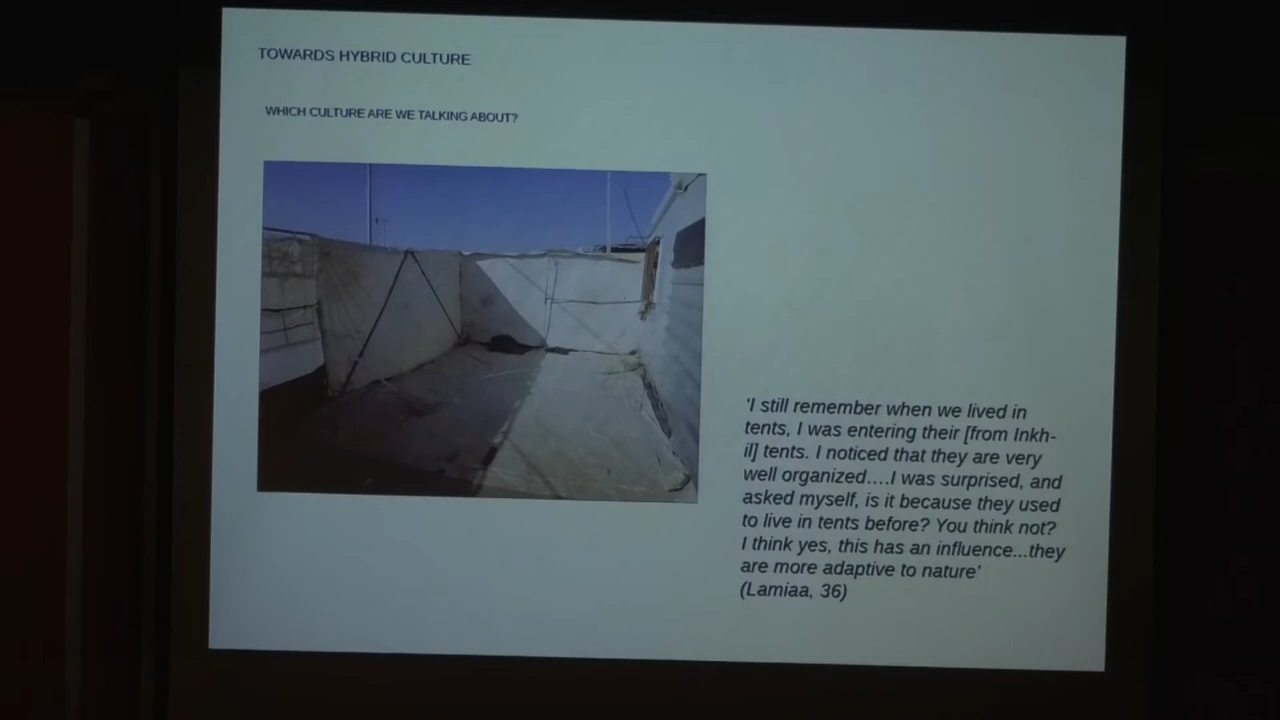 TOWARDS HYBRID CULTURE
WHICH CULTURE ARE WE TALKING ABOUT?
'I still remember when we lived in
tents, I was entering their [from Inkh-
il] tents. I noticed that they are very
well organized....I was surprised, and
asked myself, is it because they used
to live in tents before? You think not?
I think yes, this has an influence...they
are more adaptive to nature'
(Lamiaa, 36)